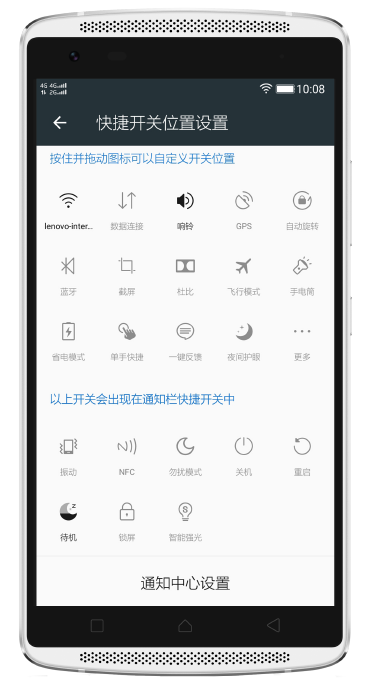 4G 4G 10:08
1L 2G
快捷开关位置设置
按住并拖动图标可以自定义开关位置
lenovo-inter... 数据连接 响铃 GPS 自动旋转
蓝牙 截屏 杜比 飞行模式 手电筒
省电模式 单手快捷 一键反馈 夜间护眼 更多
以上开关会出现在通知栏快捷开关中
振动 NFC 勿扰模式 关机 重启
待机 锁屏 智能强光
通知中心设置